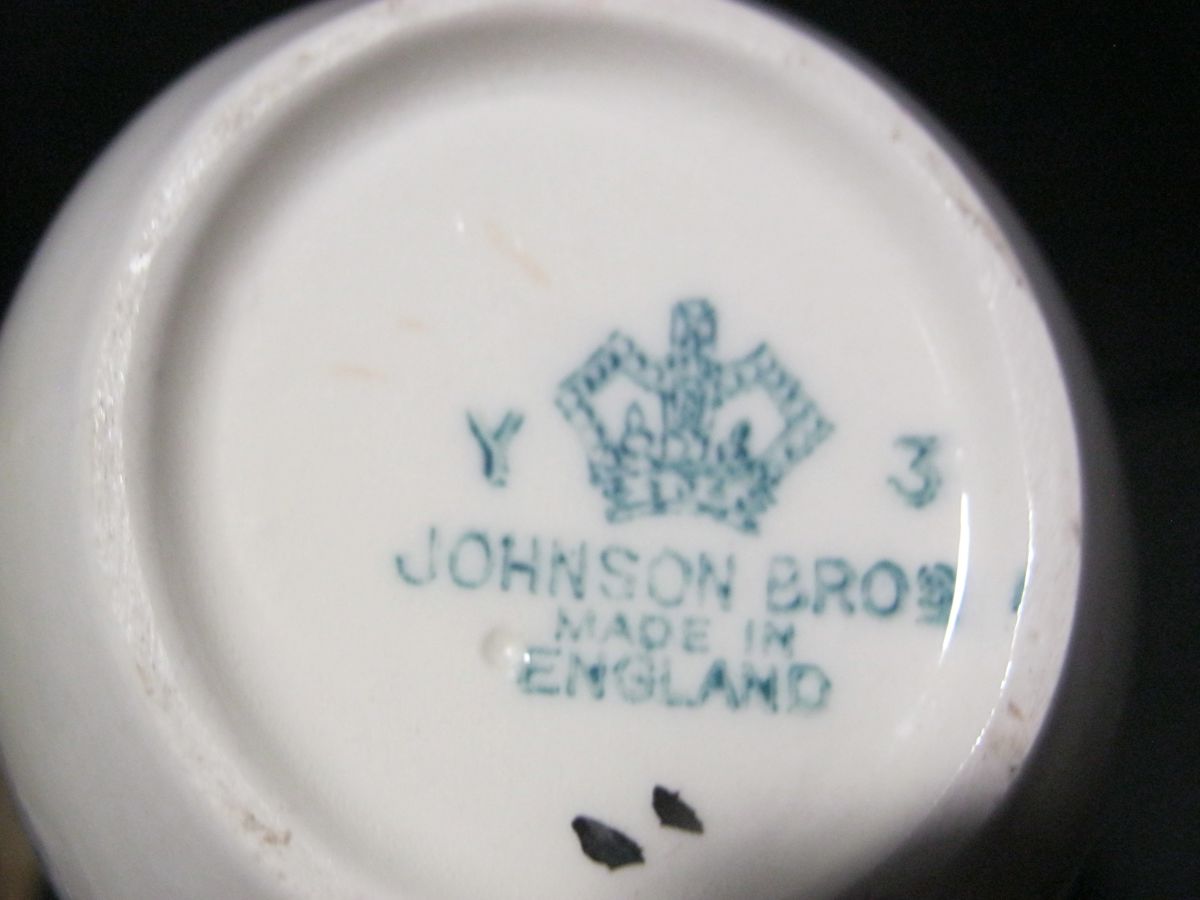 Y 3
JOHNSON BROS
MADE IN
ENGLAND